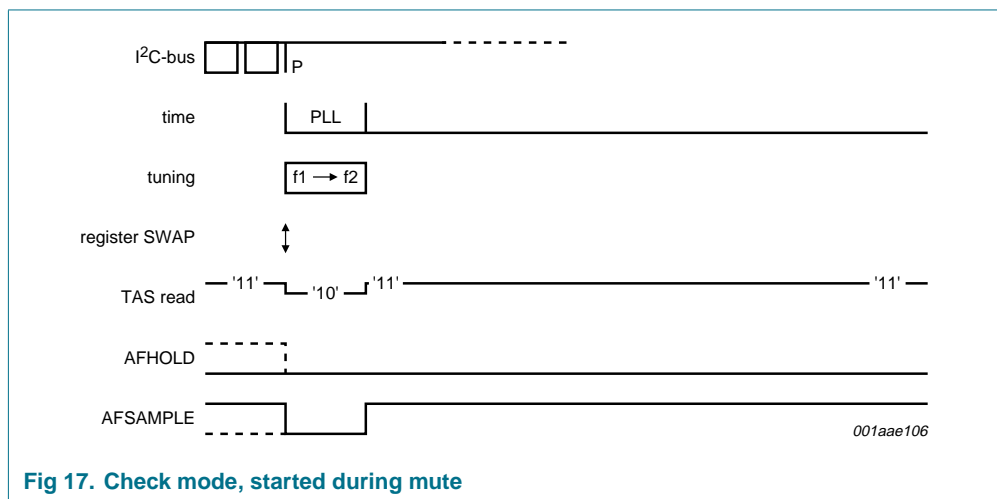 I²C-bus
P
time
PLL
tuning
f1 → f2
register SWAP
TAS read
'11' '10' '11' '11'
AFHOLD
AFSAMPLE
001aae106
Fig 17. Check mode, started during mute